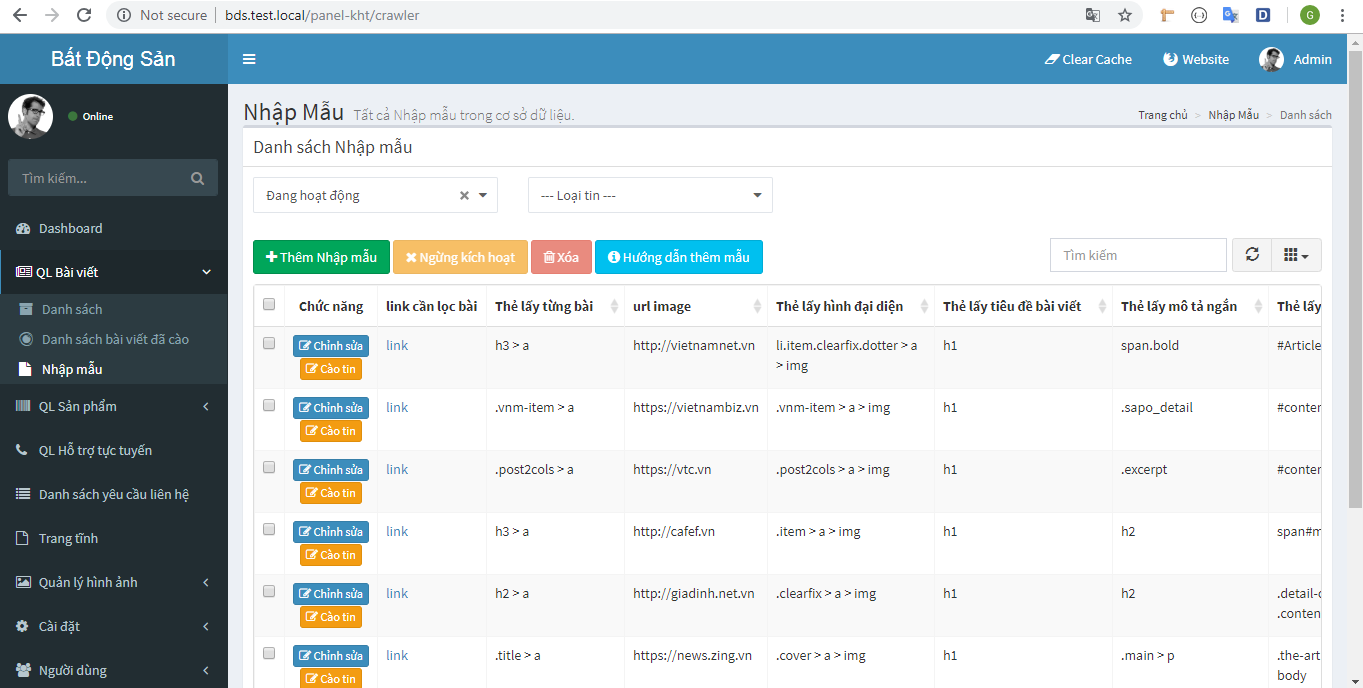 Not secure | bds.test.local/panel-kht/crawler
G
Bất Động Sản
Clear Cache Website Admin
Online
Tìm kiếm...
Dashboard
QL Bài viết
Danh sách
Danh sách bài viết đã cào
Nhập mẫu
QL Sản phẩm
QL Hỗ trợ tực tuyến
Danh sách yêu cầu liên hệ
Trang tĩnh
Quản lý hình ảnh
Cài đặt
Người dùng
Nhập Mẫu Tất cả Nhập mẫu trong cơ sở dữ liệu.
Trang chủ > Nhập Mẫu > Danh sách
Danh sách Nhập mẫu
Đang hoạt động × --- Loại tin ---
Thêm Nhập mẫu Ngừng kích hoạt Xóa Hướng dẫn thêm mẫu Tìm kiếm
Chức năng link cần lọc bài Thẻ lấy từng bài url image Thẻ lấy hình đại diện Thẻ lấy tiêu đề bài viết Thẻ lấy mô tả ngắn Thẻ lấy
Chỉnh sửa link h3 > a http://vietnamnet.vn li.item.clearfix.dotter > a h1 span.bold #Article
Cào tin > img
Chỉnh sửa link .vnm-item > a https://vietnambiz.vn .vnm-item > a > img h1 .sapo_detail #conter
Cào tin
Chỉnh sửa link .post2cols > a https://vtc.vn .post2cols > a > img h1 .excerpt #conter
Cào tin
Chỉnh sửa link h3 > a http://cafef.vn .item > a > img h1 h2 span#m
Cào tin
Chỉnh sửa link h2 > a http://giadinh.net.vn .clearfix > a > img h1 h2 .detail-c
Cào tin .conten
Chỉnh sửa link .title > a https://news.zing.vn .cover > a > img h1 .main > p .the-art
Cào tin body